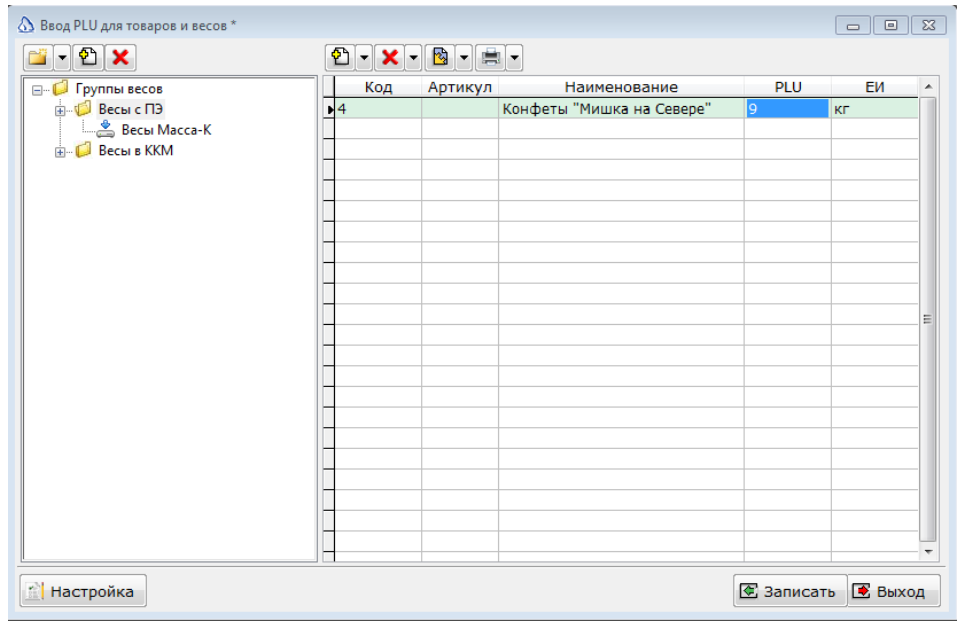 Ввод PLU для товаров и весов *
Группы весов
Весы с ПЭ
Весы Масса-К
Весы в ККМ
Код Артикул Наименование PLU ЕИ
4 Конфеты "Мишка на Севере" 9 кг
Настройка
Записать Выход